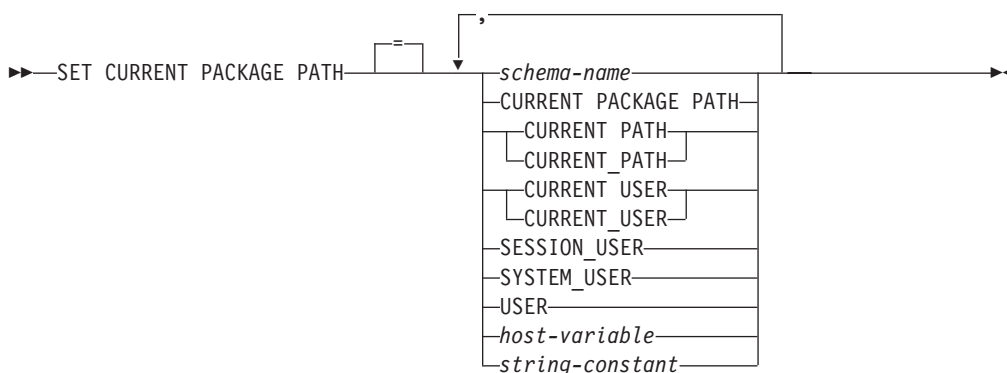 ,
=
SET CURRENT PACKAGE PATH schema-name
CURRENT PACKAGE PATH
CURRENT PATH
CURRENT_PATH
CURRENT USER
CURRENT_USER
SESSION_USER
SYSTEM_USER
USER
host-variable
string-constant